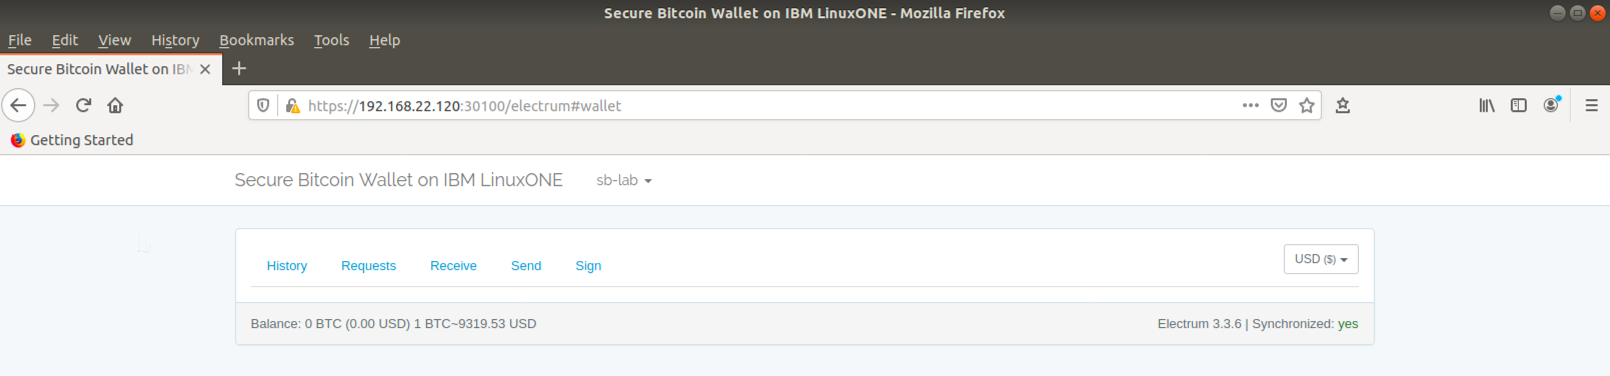 Secure Bitcoin Wallet on IBM LinuxONE - Mozilla Firefox
File Edit View History Bookmarks Tools Help
Secure Bitcoin Wallet on IBM
https://192.168.22.120:30100/electrum#wallet
Getting Started
Secure Bitcoin Wallet on IBM LinuxONE sb-lab
History Requests Receive Send Sign USD ($)
Balance: 0 BTC (0.00 USD) 1 BTC~9319.53 USD Electrum 3.3.6 | Synchronized: yes